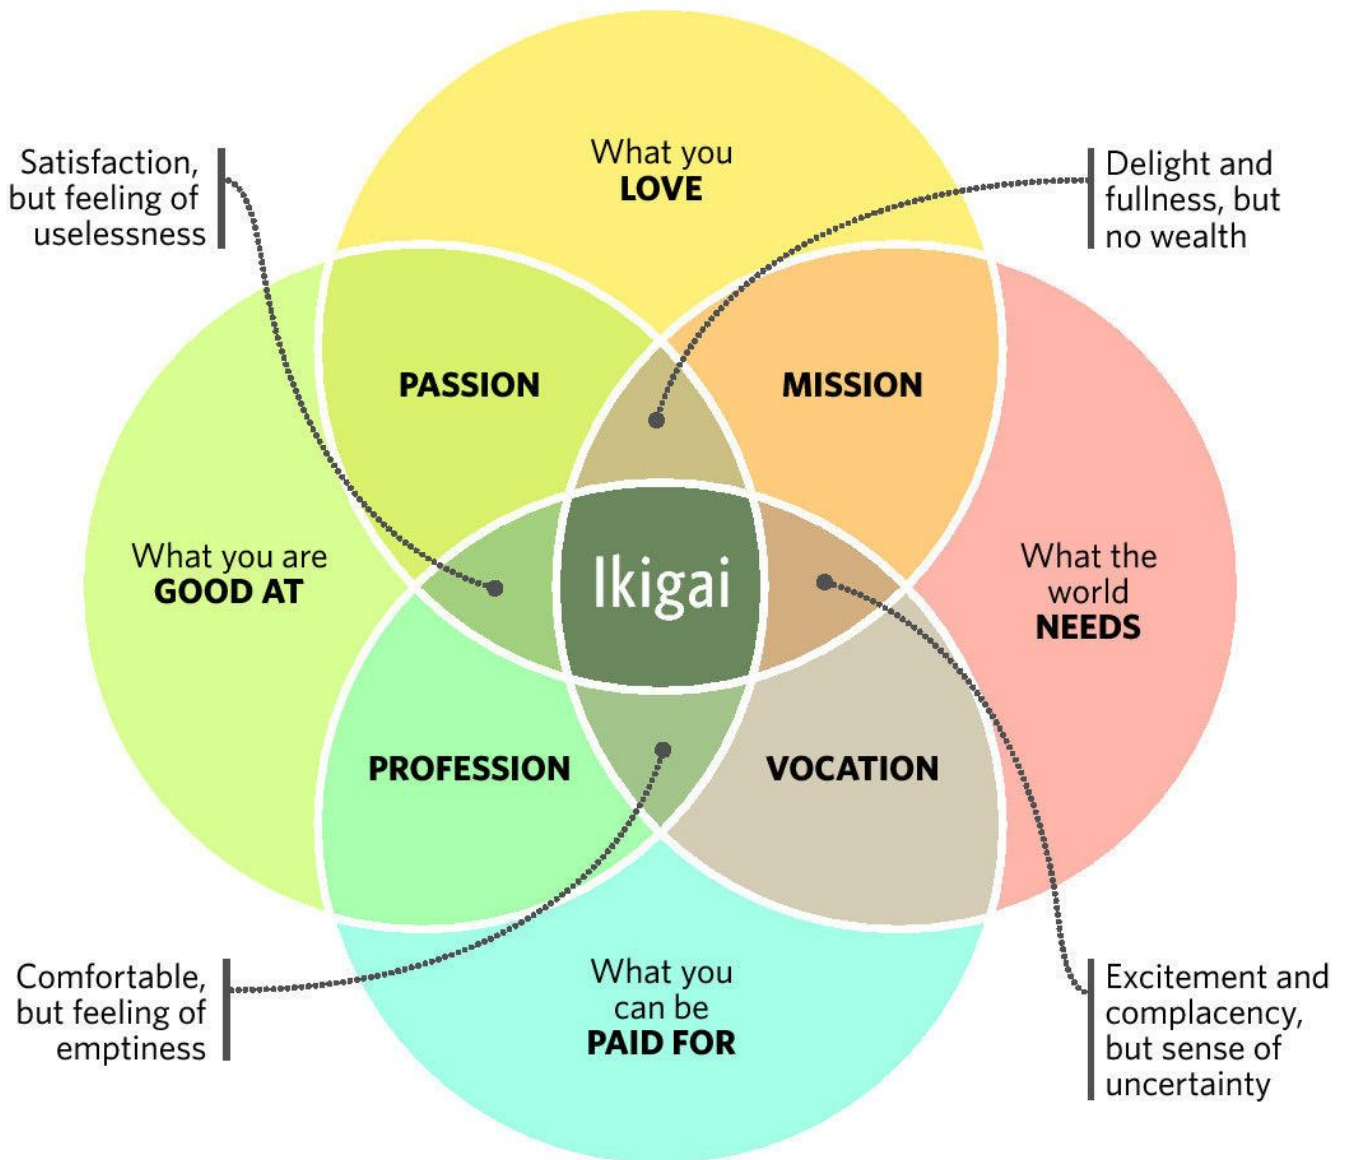 What you
LOVE
Satisfaction,
but feeling of
uselessness
Delight and
fullness, but
no wealth
PASSION
MISSION
What you are
GOOD AT
Ikigai
What the
world
NEEDS
PROFESSION
VOCATION
Comfortable,
but feeling of
emptiness
What you
can be
PAID FOR
Excitement and
complacency,
but sense of
uncertainty